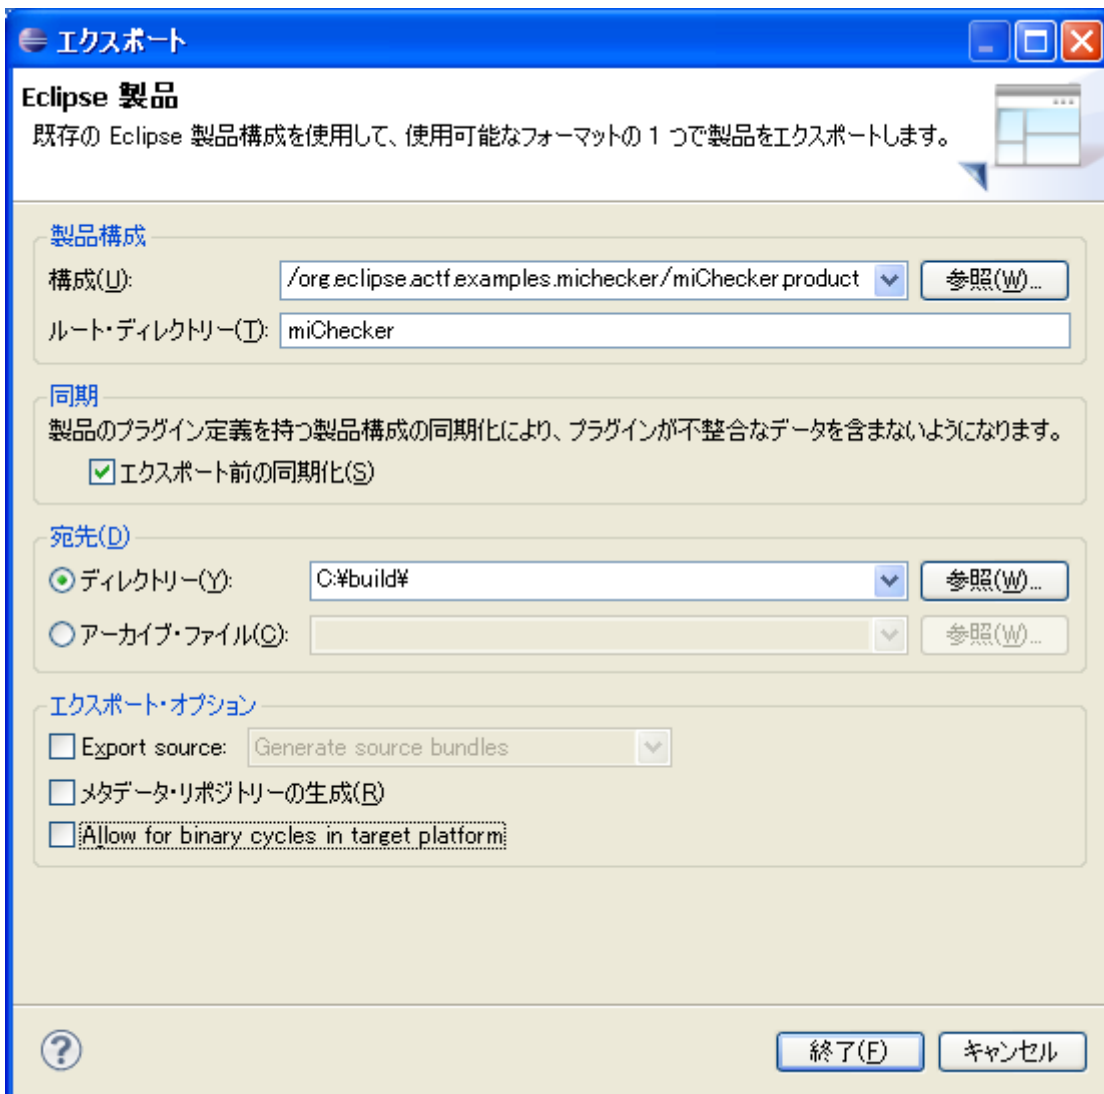 エクスポート
Eclipse 製品
既存の Eclipse 製品構成を使用して、使用可能なフォーマットの 1 つで製品をエクスポートします。
製品構成
構成(U): /org.eclipse.actf.examples.michecker/miChecker.product 参照(W)...
ルート・ディレクトリー(T): miChecker
同期
製品のプラグイン定義を持つ製品構成の同期化により、プラグインが不整合なデータを含まないようになります。
エクスポート前の同期化(S)
宛先(D)
ディレクトリー(Y): C:¥build¥ 参照(W)...
アーカイブ・ファイル(C): 参照(W)...
エクスポート・オプション
Export source: Generate source bundles
メタデータ・リポジトリーの生成(R)
Allow for binary cycles in target platform
?
終了(F) キャンセル